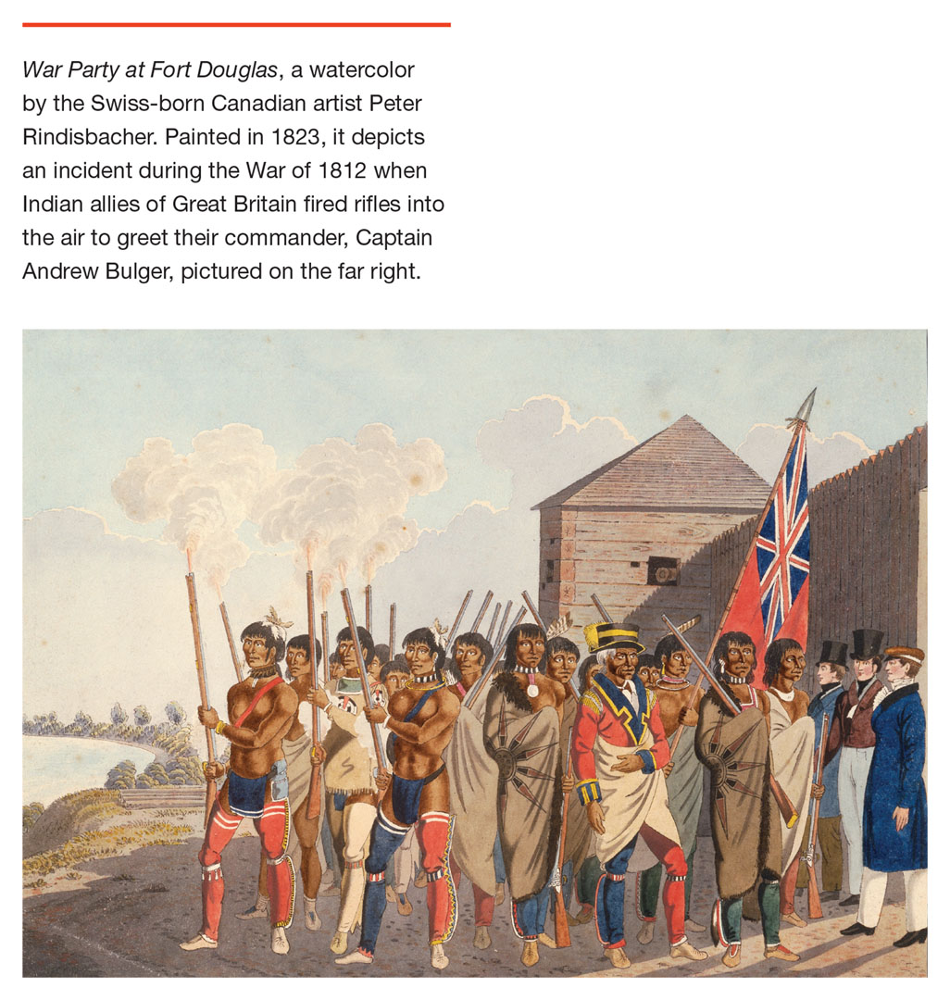 War Party at Fort Douglas, a watercolor
by the Swiss-born Canadian artist Peter
Rindisbacher. Painted in 1823, it depicts
an incident during the War of 1812 when
Indian allies of Great Britain fired rifles into
the air to greet their commander, Captain
Andrew Bulger, pictured on the far right.